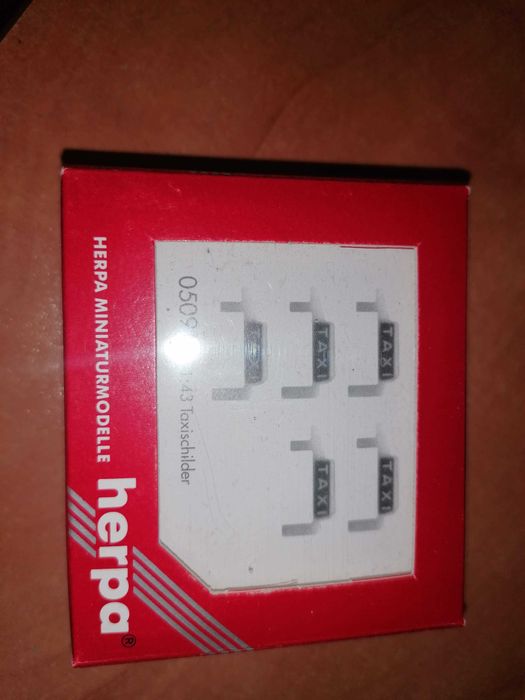 HERPA MINIATURMODELLE
herpa®
1:43 Taxischilder
TAXI
TAXI
TAXI
TAXI